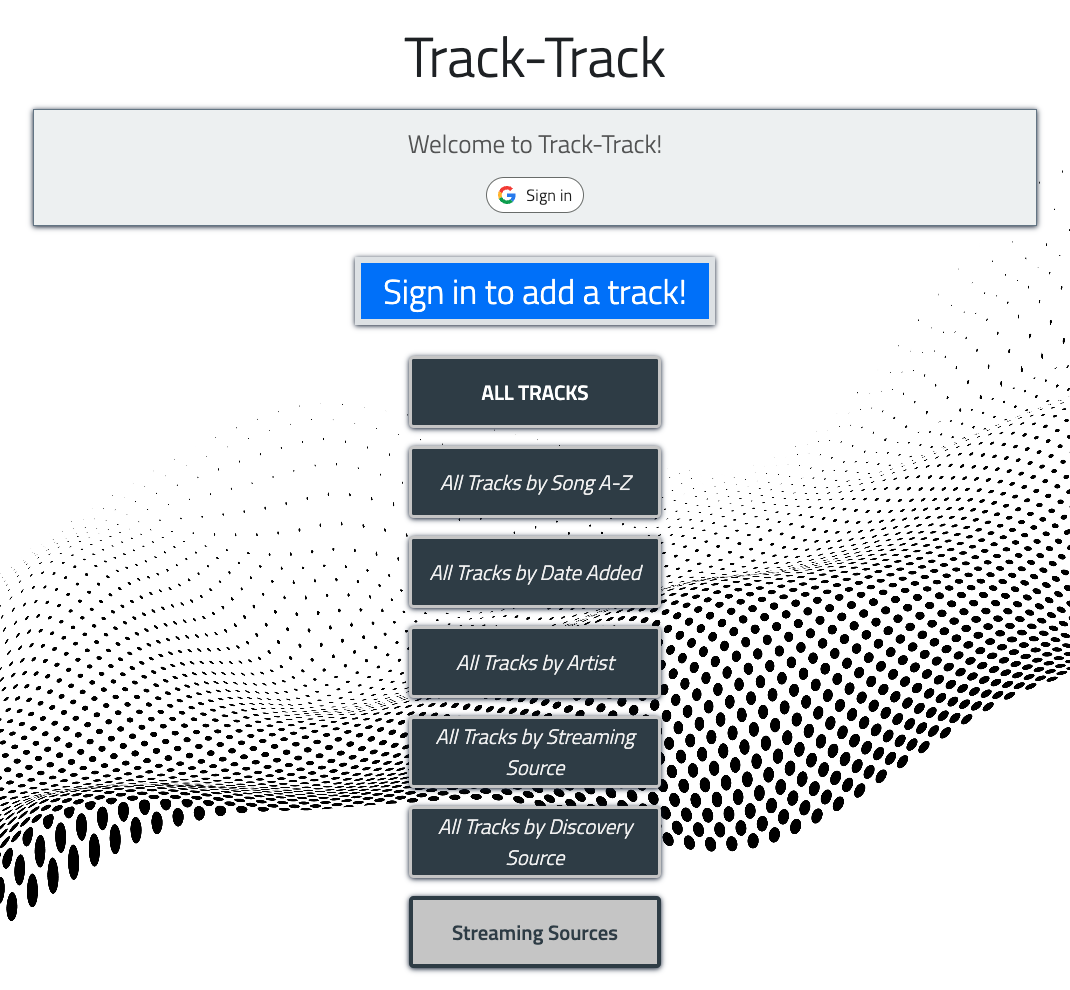 Track-Track
Welcome to Track-Track!
Sign in
Sign in to add a track!
ALL TRACKS
All Tracks by Song A-Z
All Tracks by Date Added
All Tracks by Artist
All Tracks by Streaming
Source
All Tracks by Discovery
Source
Streaming Sources